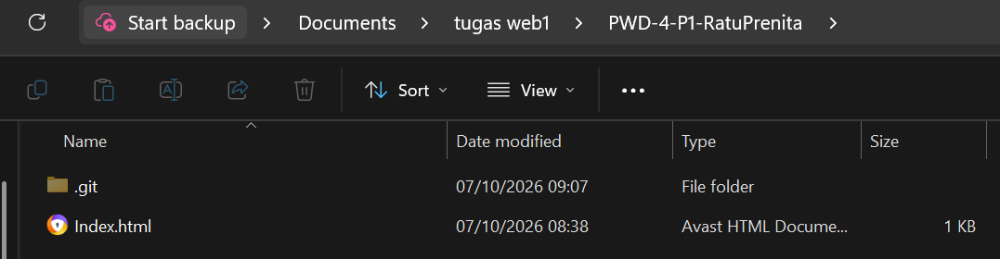 Start backup > Documents > tugas web1 > PWD-4-P1-RatuPrenita >
Sort View
Name Date modified Type Size
.git 07/10/2026 09:07 File folder
Index.html 07/10/2026 08:38 Avast HTML Docume... 1 KB